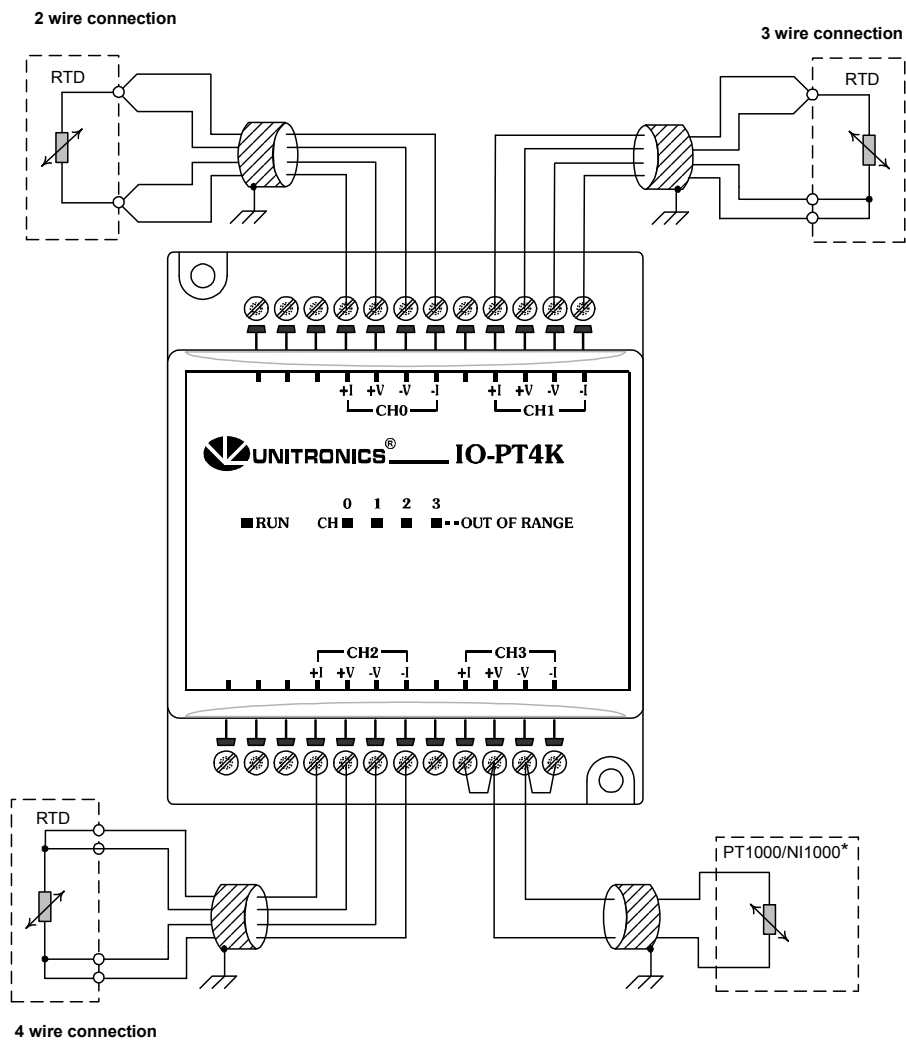 2 wire connection
3 wire connection
RTD
RTD
+I +V -V -I
CH0
+I +V -V -I
CH1
UNITRONICS® IO-PT4K
0 1 2 3
RUN CH OUT OF RANGE
CH2
+I +V -V -I
CH3
+I +V -V -I
RTD
PT1000/NI1000*
4 wire connection